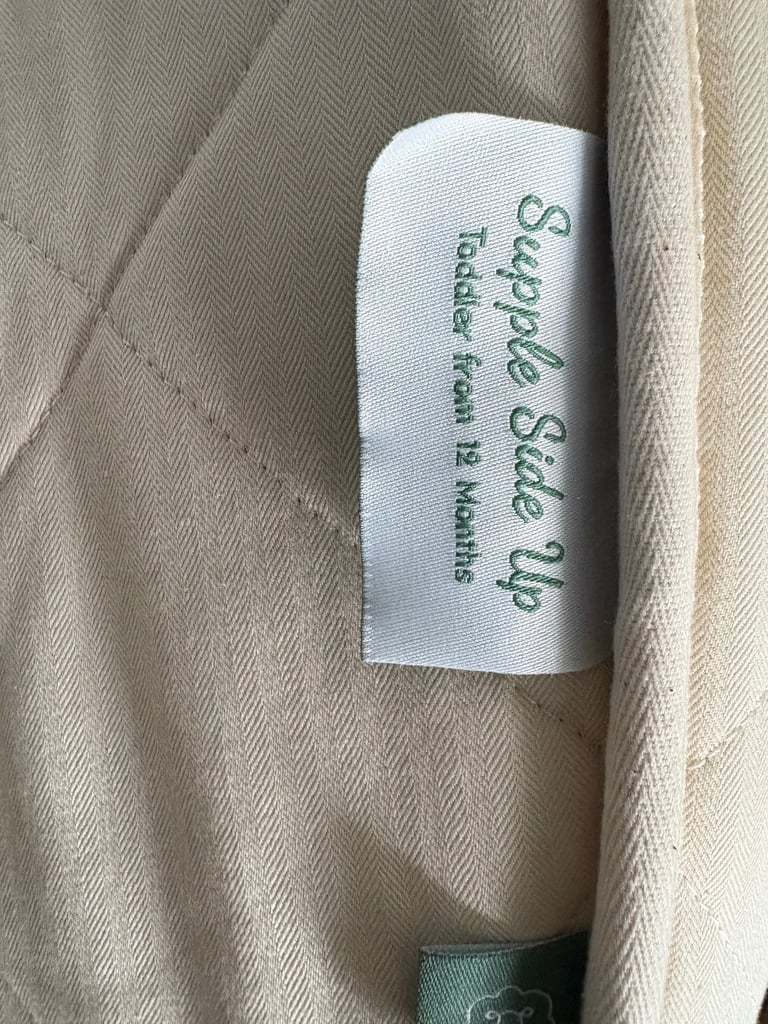 Supple Side Up
Toddler from 12 Months